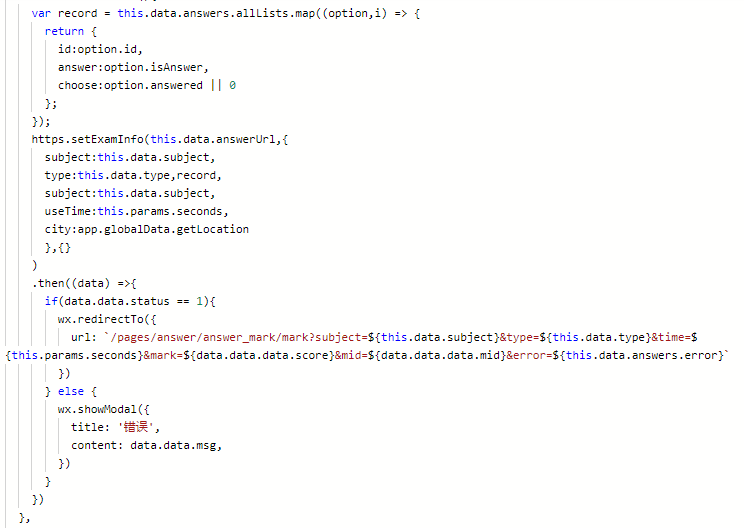 var record = this.data.answers.allLists.map((option,i) => {
return {
id:option.id,
answer:option.isAnswer,
choose:option.answered || 0
};
});
https.setExamInfo(this.data.answerUrl,{
subject:this.data.subject,
type:this.data.type,record,
subject:this.data.subject,
useTime:this.params.seconds,
city:app.globalData.getLocation
},{}
)
.then((data) =>{
if(data.data.status == 1){
wx.redirectTo({
url: `/pages/answer/answer_mark/mark?subject=${this.data.subject}&type=${this.data.type}&time=$
{this.params.seconds}&mark=${data.data.data.score}&mid=${data.data.data.mid}&error=${this.data.answers.error}`
})
} else {
wx.showModal({
title: '错误',
content: data.data.msg,
})
}
})
},